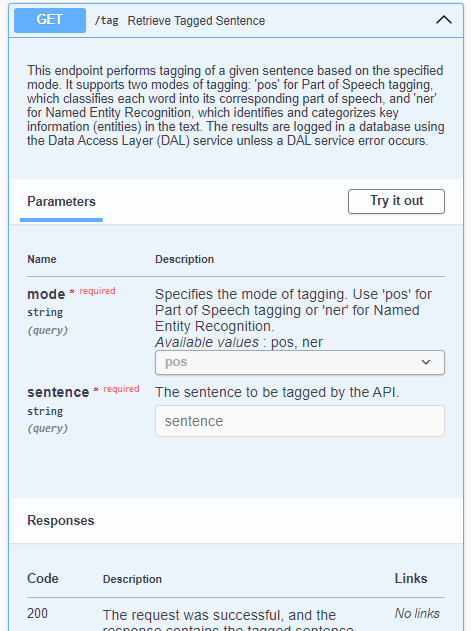 GET /tag Retrieve Tagged Sentence
This endpoint performs tagging of a given sentence based on the specified
mode. It supports two modes of tagging: 'pos' for Part of Speech tagging,
which classifies each word into its corresponding part of speech, and 'ner'
for Named Entity Recognition, which identifies and categorizes key
information (entities) in the text. The results are logged in a database using
the Data Access Layer (DAL) service unless a DAL service error occurs.
Parameters Try it out
Name Description
mode * required
string
(query)
Specifies the mode of tagging. Use 'pos' for
Part of Speech tagging or 'ner' for Named
Entity Recognition.
Available values : pos, ner
pos
sentence * required
string
(query)
The sentence to be tagged by the API.
sentence
Responses
Code Description Links
200 The request was successful, and the No links
response contains the tagged sentence